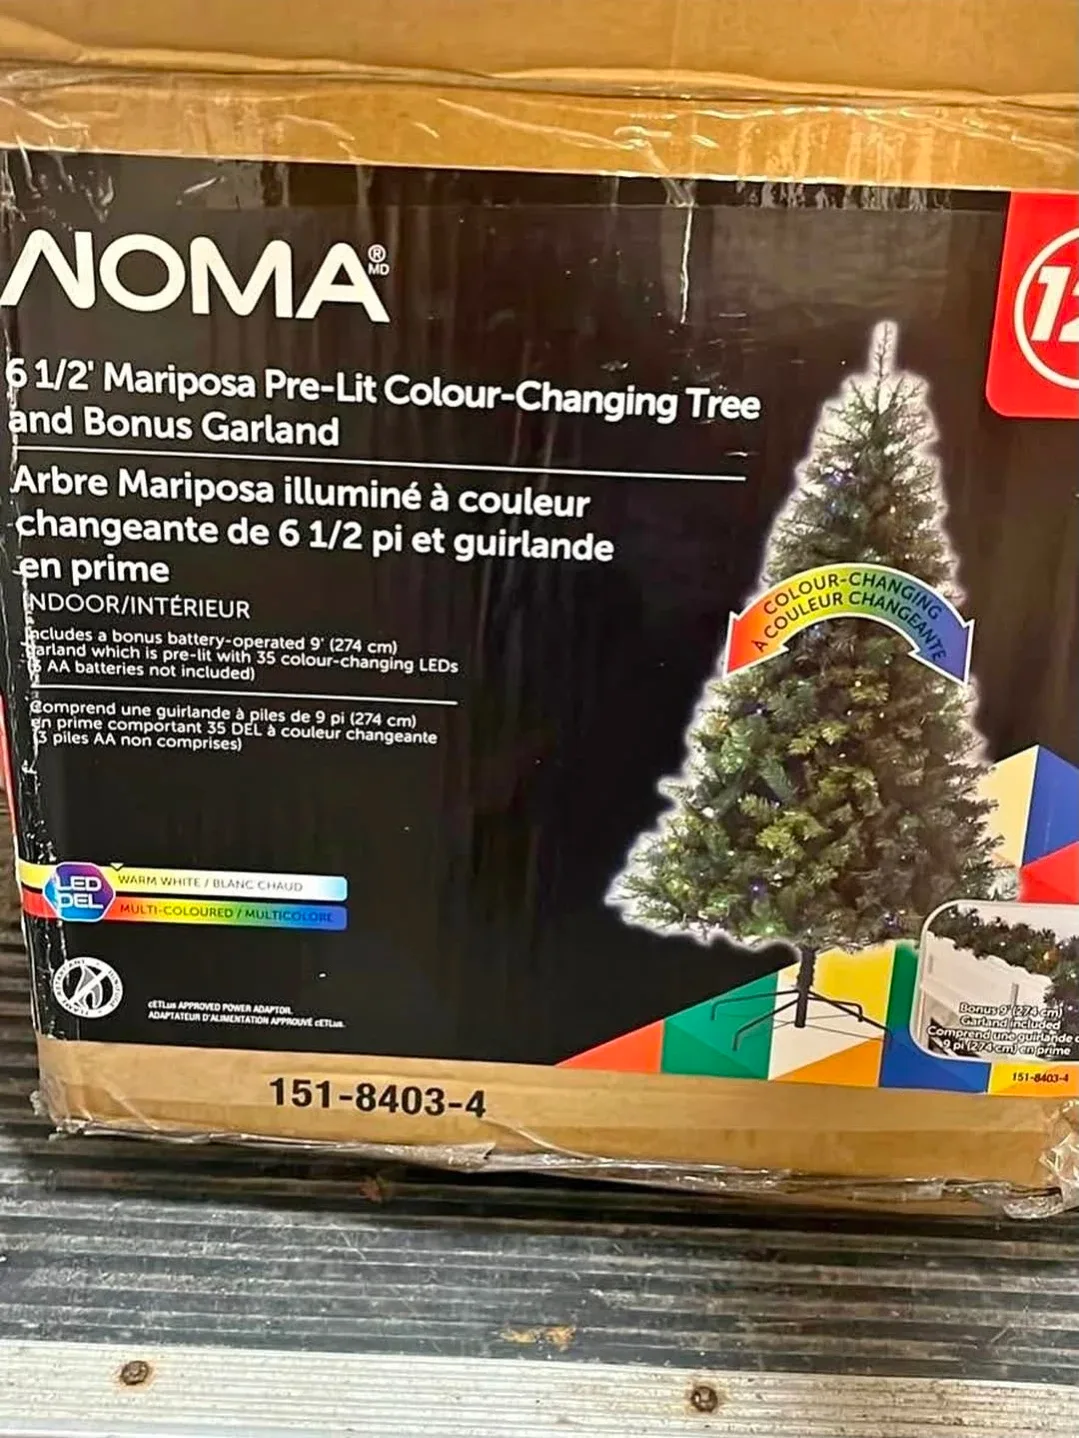 NOMA®
MD
6 1/2' Mariposa Pre-Lit Colour-Changing Tree
and Bonus Garland
Arbre Mariposa illuminé à couleur
changeante de 6 1/2 pi et guirlande
en prime
INDOOR/INTÉRIEUR
Includes a bonus battery-operated 9' (274 cm)
garland which is pre-lit with 35 colour-changing LEDs
AA batteries not included)
Comprend une guirlande à piles de 9 pi (274 cm)
en prime comportant 35 DEL à couleur changeante
(3 piles AA non comprises)
COLOUR-CHANGING
À COULEUR CHANGEANTE
LED
DEL
WARM WHITE / BLANC CHAUD
MULTI-COLOURED / MULTICOLORE
cETLus APPROVED POWER ADAPTOR.
ADAPTATEUR D'ALIMENTATION APPROUVÉ cETLus.
Bonus 9' (274 cm)
Garland included
Comprend une guirlande
9 pi (274 cm) en prime
151-8403-4
151-8403-4